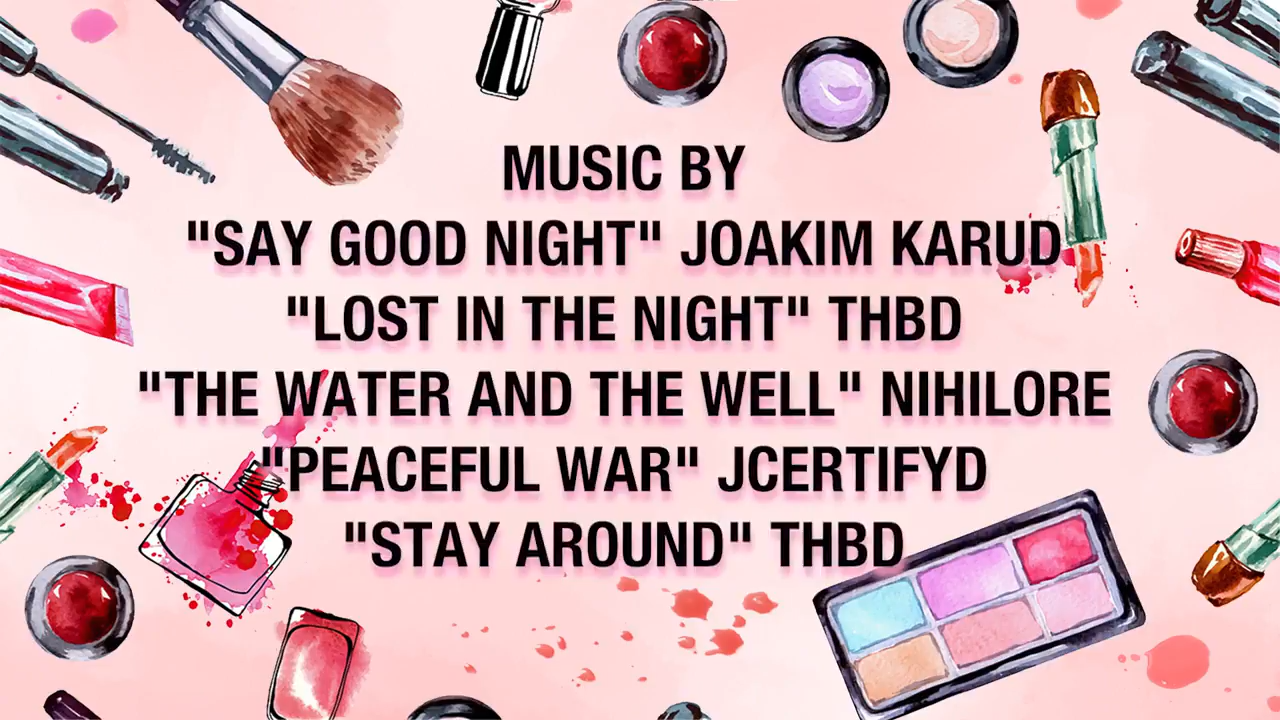 MUSIC BY
"SAY GOOD NIGHT" JOAKIM KARUD
"LOST IN THE NIGHT" THBD
"THE WATER AND THE WELL" NIHILORE
"PEACEFUL WAR" JCERTIFYD
"STAY AROUND" THBD